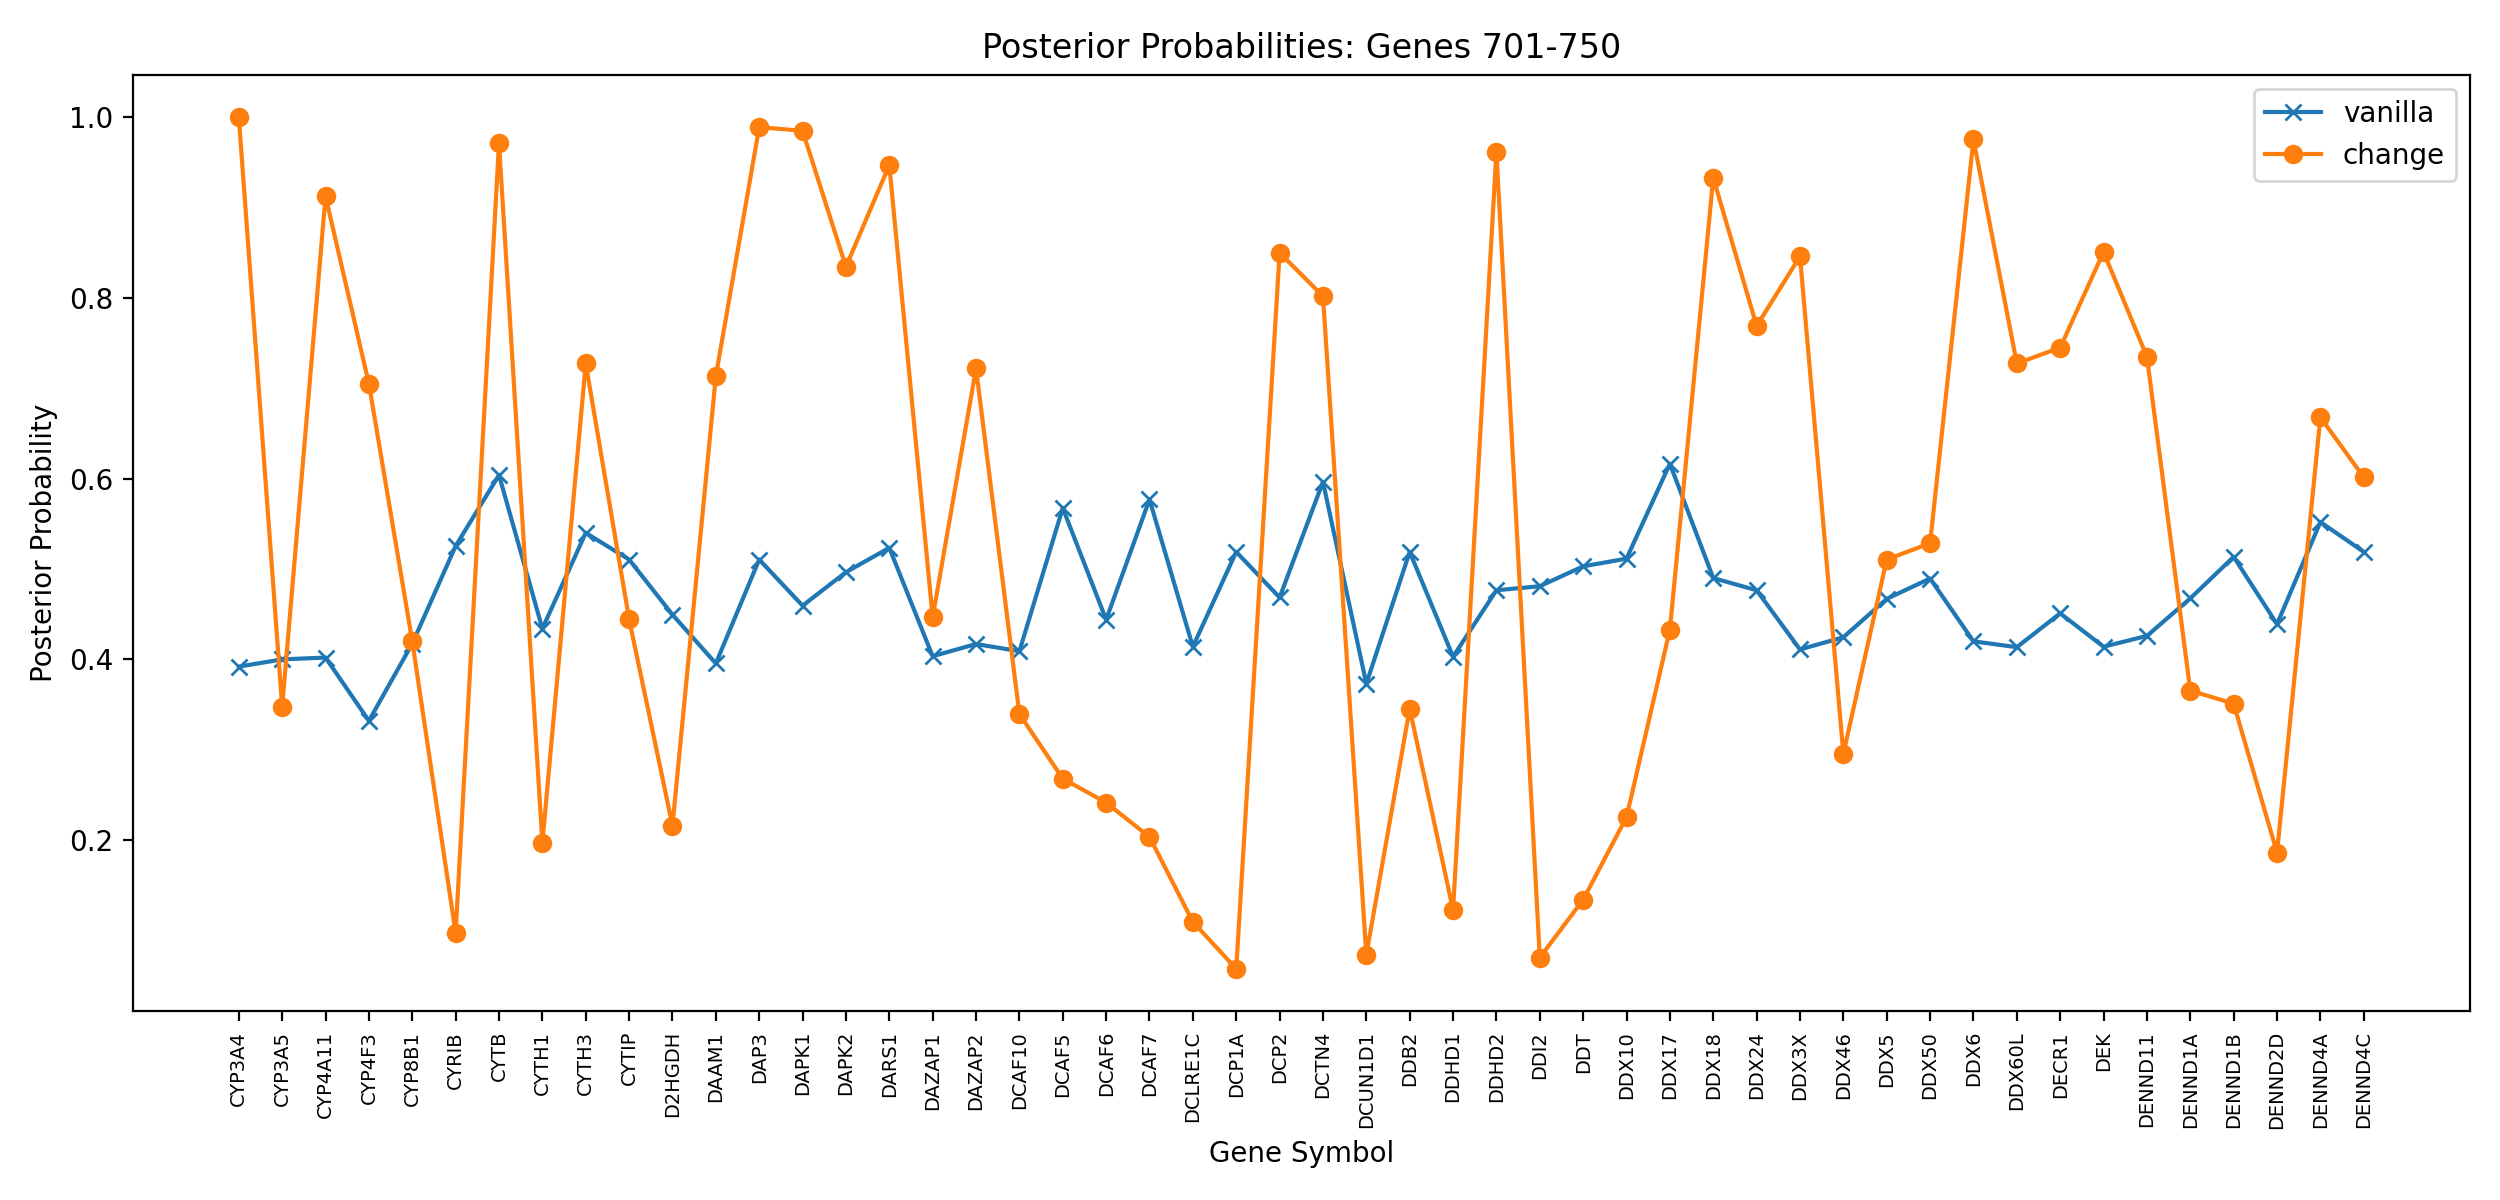 Posterior Probabilities: Genes 701-750
vanilla
change
Posterior Probability
1.0
0.8
0.6
0.4
0.2
CYP3A4
CYP3A5
CYP4A11
CYP4F3
CYP8B1
CYRIB
CYTB
CYTH1
CYTH3
CYTIP
D2HGDH
DAAM1
DAP3
DAPK1
DAPK2
DARS1
DAZAP1
DAZAP2
DCAF10
DCAF5
DCAF6
DCAF7
DCLRE1C
DCP1A
DCP2
DCTN4
DCUN1D1
DDB2
DDHD1
DDHD2
DDI2
DDT
DDX10
DDX17
DDX18
DDX24
DDX3X
DDX46
DDX5
DDX50
DDX6
DDX60L
DECR1
DEK
DENND11
DENND1A
DENND1B
DENND2D
DENND4A
DENND4C
Gene Symbol